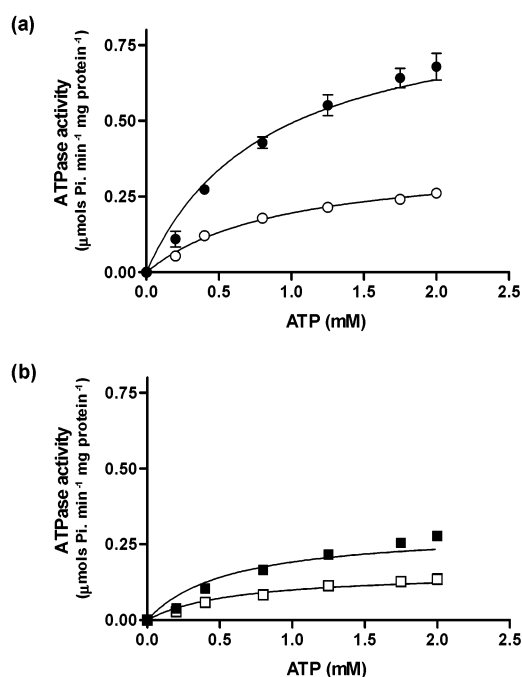 (a)
ATPase activity
(µmols Pi. min⁻¹ mg protein⁻¹)
0.75
0.50
0.25
0.00
0.0 0.5 1.0 1.5 2.0 2.5
ATP (mM)
(b)
ATPase activity
(µmols Pi. min⁻¹ mg protein⁻¹)
0.75
0.50
0.25
0.00
0.0 0.5 1.0 1.5 2.0 2.5
ATP (mM)